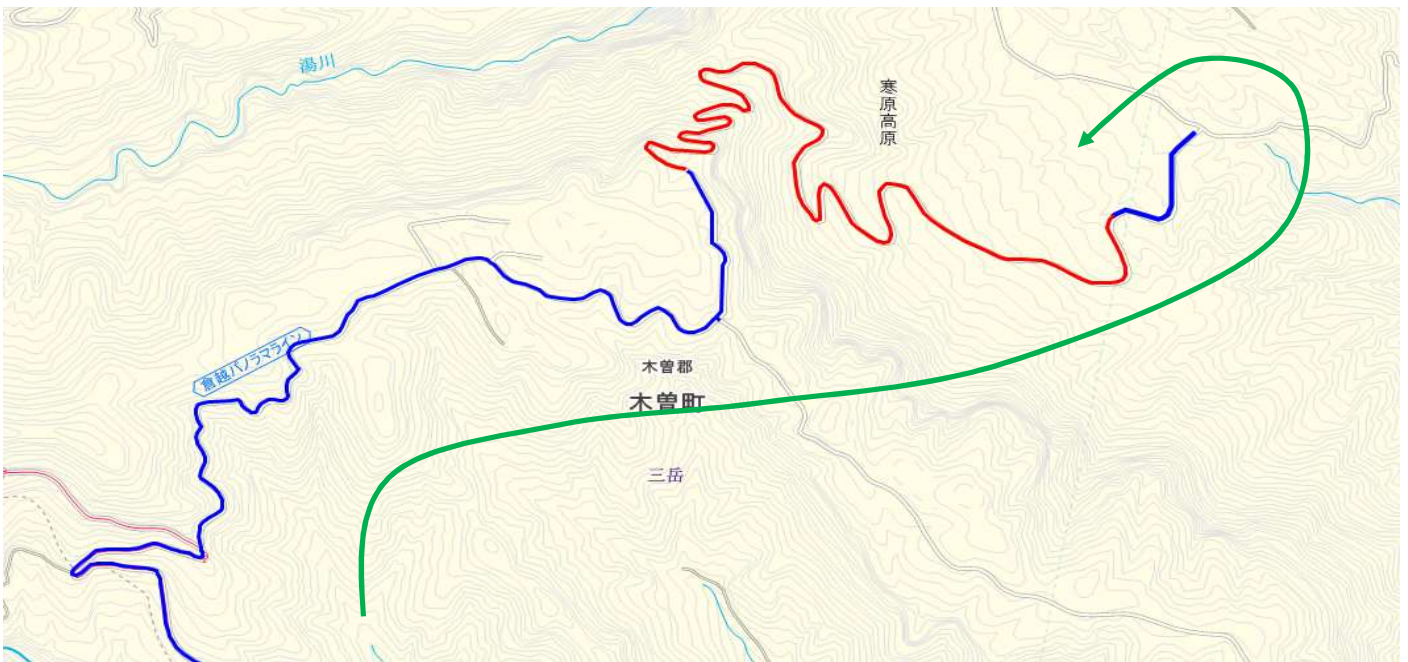 湯川
寒原高原
倉越パノラマライン
木曽郡
木曽町
三岳